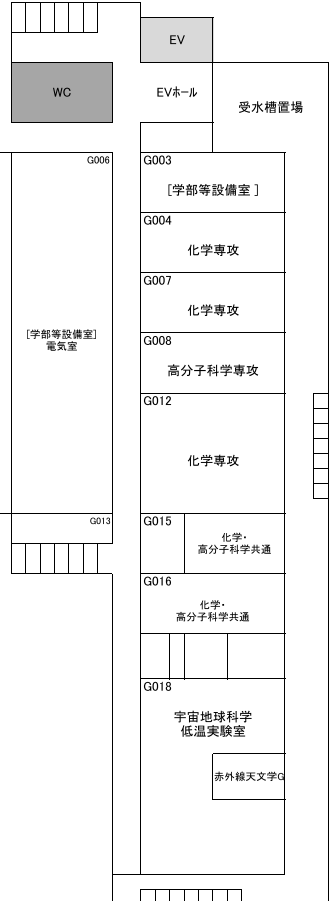 EV
WC
EVホール
受水槽置場
G006
G003
[学部等設備室 ]
G004
化学専攻
G007
化学専攻
[学部等設備室]
電気室
G008
高分子科学専攻
G012
化学専攻
G013
G015
化学・
高分子科学共通
G016
化学・
高分子科学共通
G018
宇宙地球科学
低温実験室
赤外線天文学G